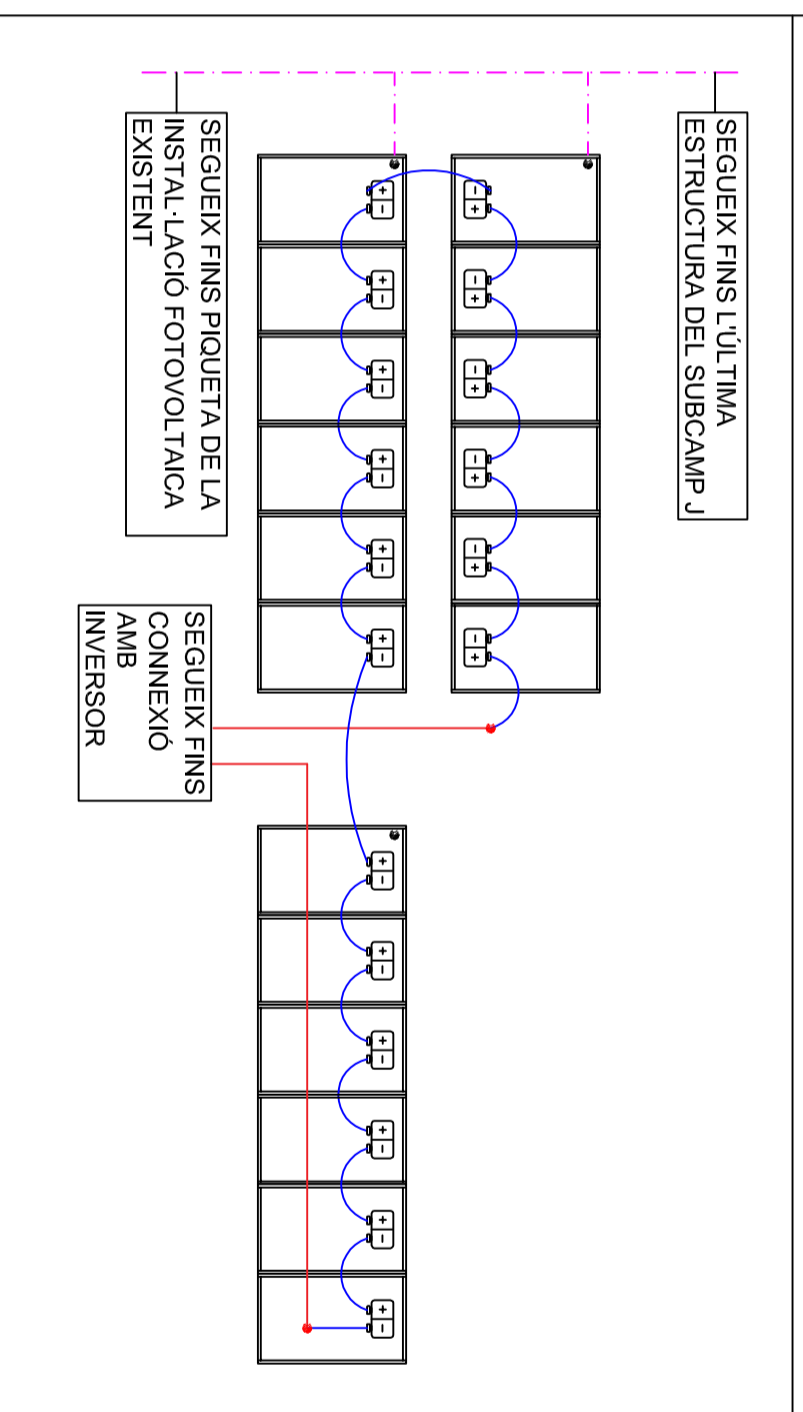 SEGUEIX FINS L'ÚLTIMA
ESTRUCTURA DEL SUBCAMP J
SEGUEIX FINS PIQUETA DE LA
INSTAL·LACIÓ FOTOVOLTAICA
EXISTENT
SEGUEIX FINS
CONNEXIÓ
AMB
INVERSOR
- +
- +
- +
- +
- +
- +
+ -
+ -
+ -
+ -
+ -
+ -
+ -
+ -
+ -
+ -
+ -
+ -